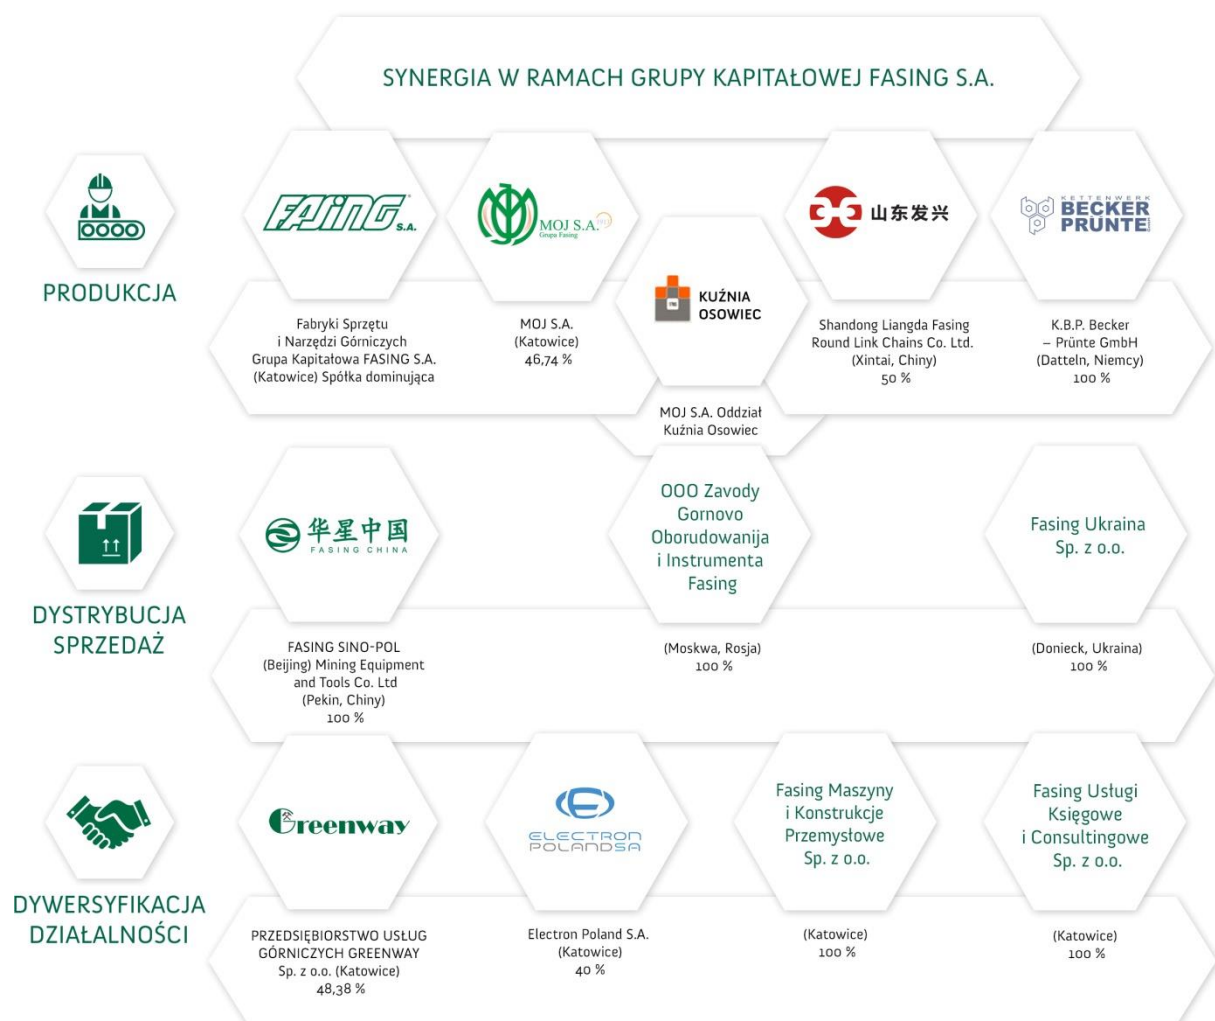 SYNERGIA W RAMACH GRUPY KAPITAŁOWEJ FASING S.A.
PRODUKCJA
FASING S.A.
Fabryki Sprzętu
i Narzędzi Górniczych
Grupa Kapitałowa FASING S.A.
(Katowice) Spółka dominująca
MOJ S.A.
Grupa Fasing
MOJ S.A.
(Katowice)
46,74 %
KUŹNIA
OSOWIEC
MOJ S.A. Oddział
Kuźnia Osowiec
山东发兴
Shandong Liangda Fasing
Round Link Chains Co. Ltd.
(Xintai, Chiny)
50 %
KETTENWERK
BECKER
PRÜNTE
K.B.P. Becker
– Prünte GmbH
(Datteln, Niemcy)
100 %
DYSTRYBUCJA
SPRZEDAŻ
华星中国
FASING CHINA
FASING SINO-POL
(Beijing) Mining Equipment
and Tools Co. Ltd
(Pekin, Chiny)
100 %
OOO Zavody
Gornovo
Oborudowanija
i Instrumenta
Fasing
(Moskwa, Rosja)
100 %
Fasing Ukraina
Sp. z o.o.
(Donieck, Ukraina)
100 %
DYWERSYFIKACJA
DZIAŁALNOŚCI
Greenway
PRZEDSIĘBIORSTWO USŁUG
GÓRNICZYCH GREENWAY
Sp. z o.o. (Katowice)
48,38 %
ELECTRON
POLANDSA
Electron Poland S.A.
(Katowice)
40 %
Fasing Maszyny
i Konstrukcje
Przemysłowe
Sp. z o.o.
(Katowice)
100 %
Fasing Usługi
Księgowe
i Consultingowe
Sp. z o.o.
(Katowice)
100 %